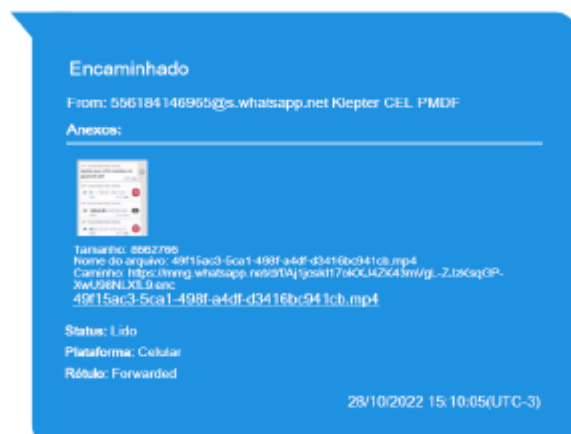 Encaminhado
From: 556184146965@s.whatsapp.net Klepter CEL PMDF
Anexos:
Tamanho: 8662766
Nome do arquivo: 49f15ac3-5ca1-498f-a4df-d3416bc941cb.mp4
Caminho:
49f15ac3-5ca1-498f-a4df-d3416bc941cb.mp4
Status: Lido
Plataforma: Celular
Rótulo: Forwarded
28/10/2022 15:10:05(UTC-3)